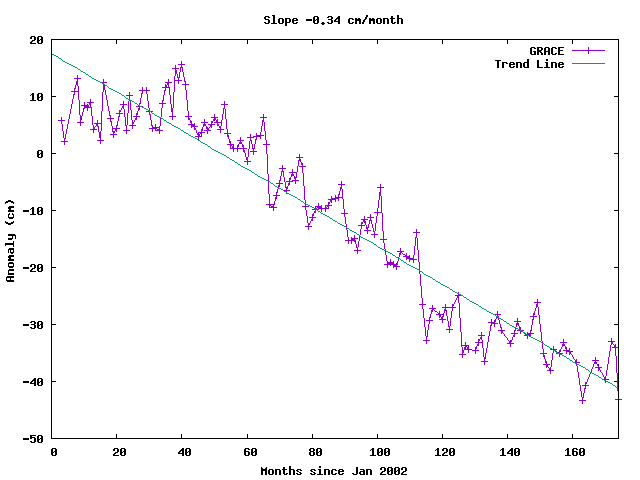 Slope -0.34 cm/month
GRACE
Trend Line
Anomaly (cm)
20
10
0
-10
-20
-30
-40
-50
0 20 40 60 80 100 120 140 160
Months since Jan 2002